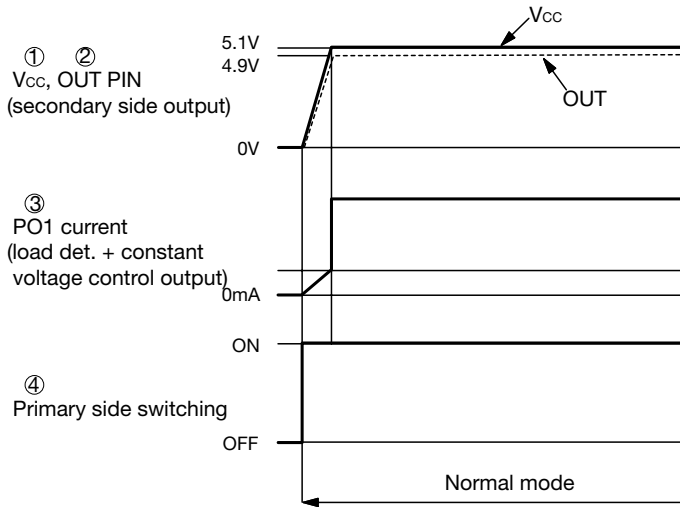 Vcc
① ②
5.1V
4.9V
Vcc, OUT PIN
(secondary side output)
OUT
0V
③
PO1 current
(load det. + constant
voltage control output)
0mA
ON
④
Primary side switching
OFF
Normal mode